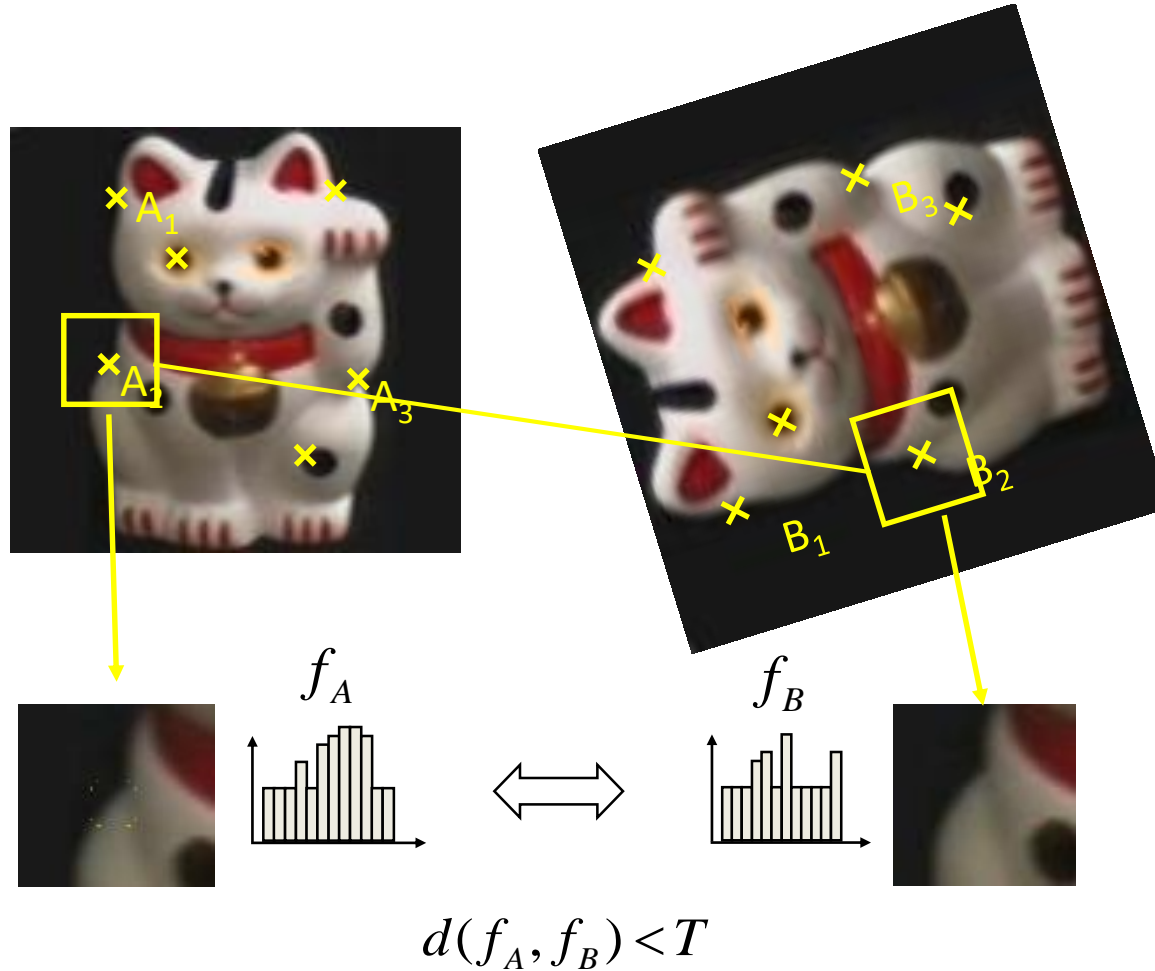 A₁
A₂
A₃
B₃
B₂
B₁
f_A
f_B
d(f_A, f_B) < T